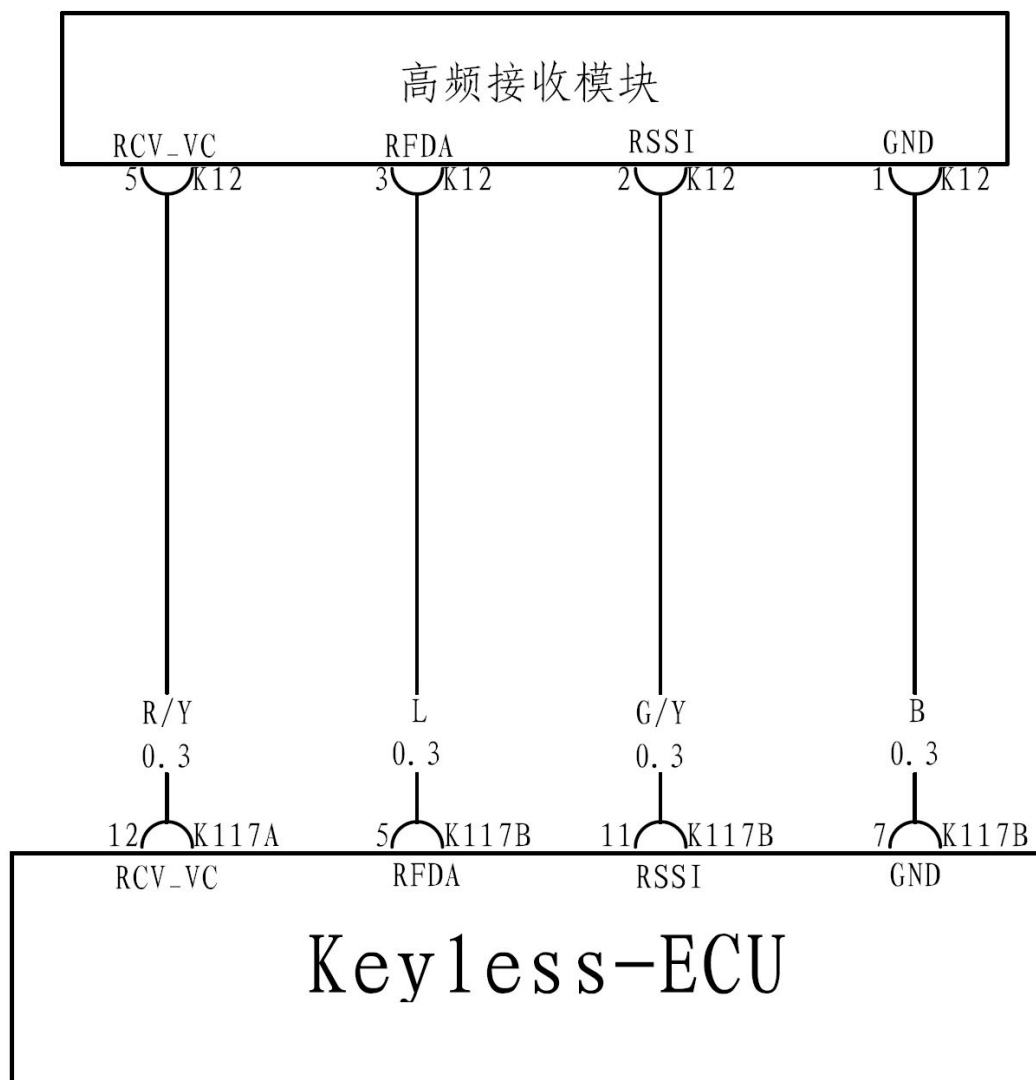 高频接收模块
RCV_VC RFDA RSSI GND
5 K12 3 K12 2 K12 1 K12
R/Y L G/Y B
0.3 0.3 0.3 0.3
12 K117A 5 K117B 11 K117B 7 K117B
RCV_VC RFDA RSSI GND
Keyless-ECU